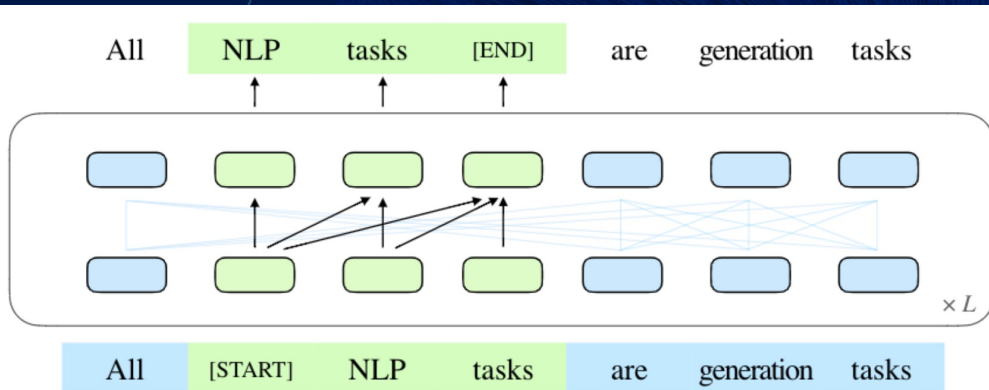 All NLP tasks [END] are generation tasks
× L
All [START] NLP tasks are generation tasks